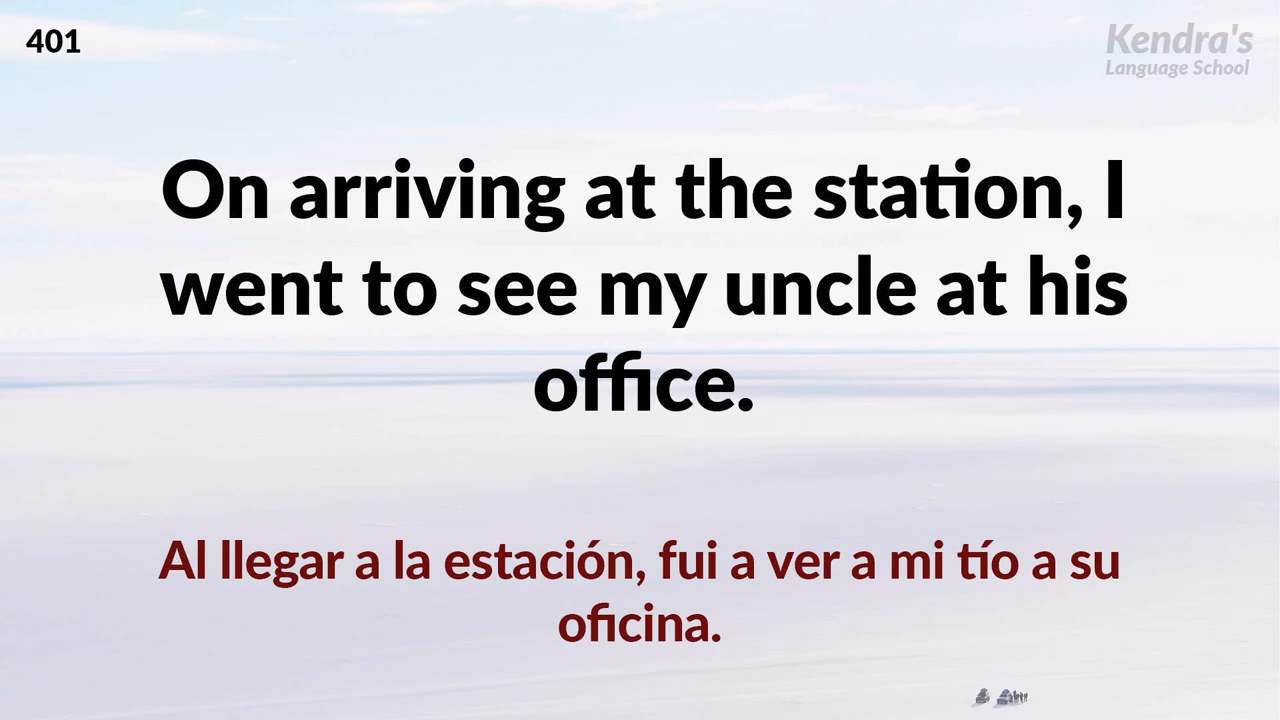 401
Kendra's
Language School
On arriving at the station, I
went to see my uncle at his
office.
Al llegar a la estación, fui a ver a mi tío a su
oficina.